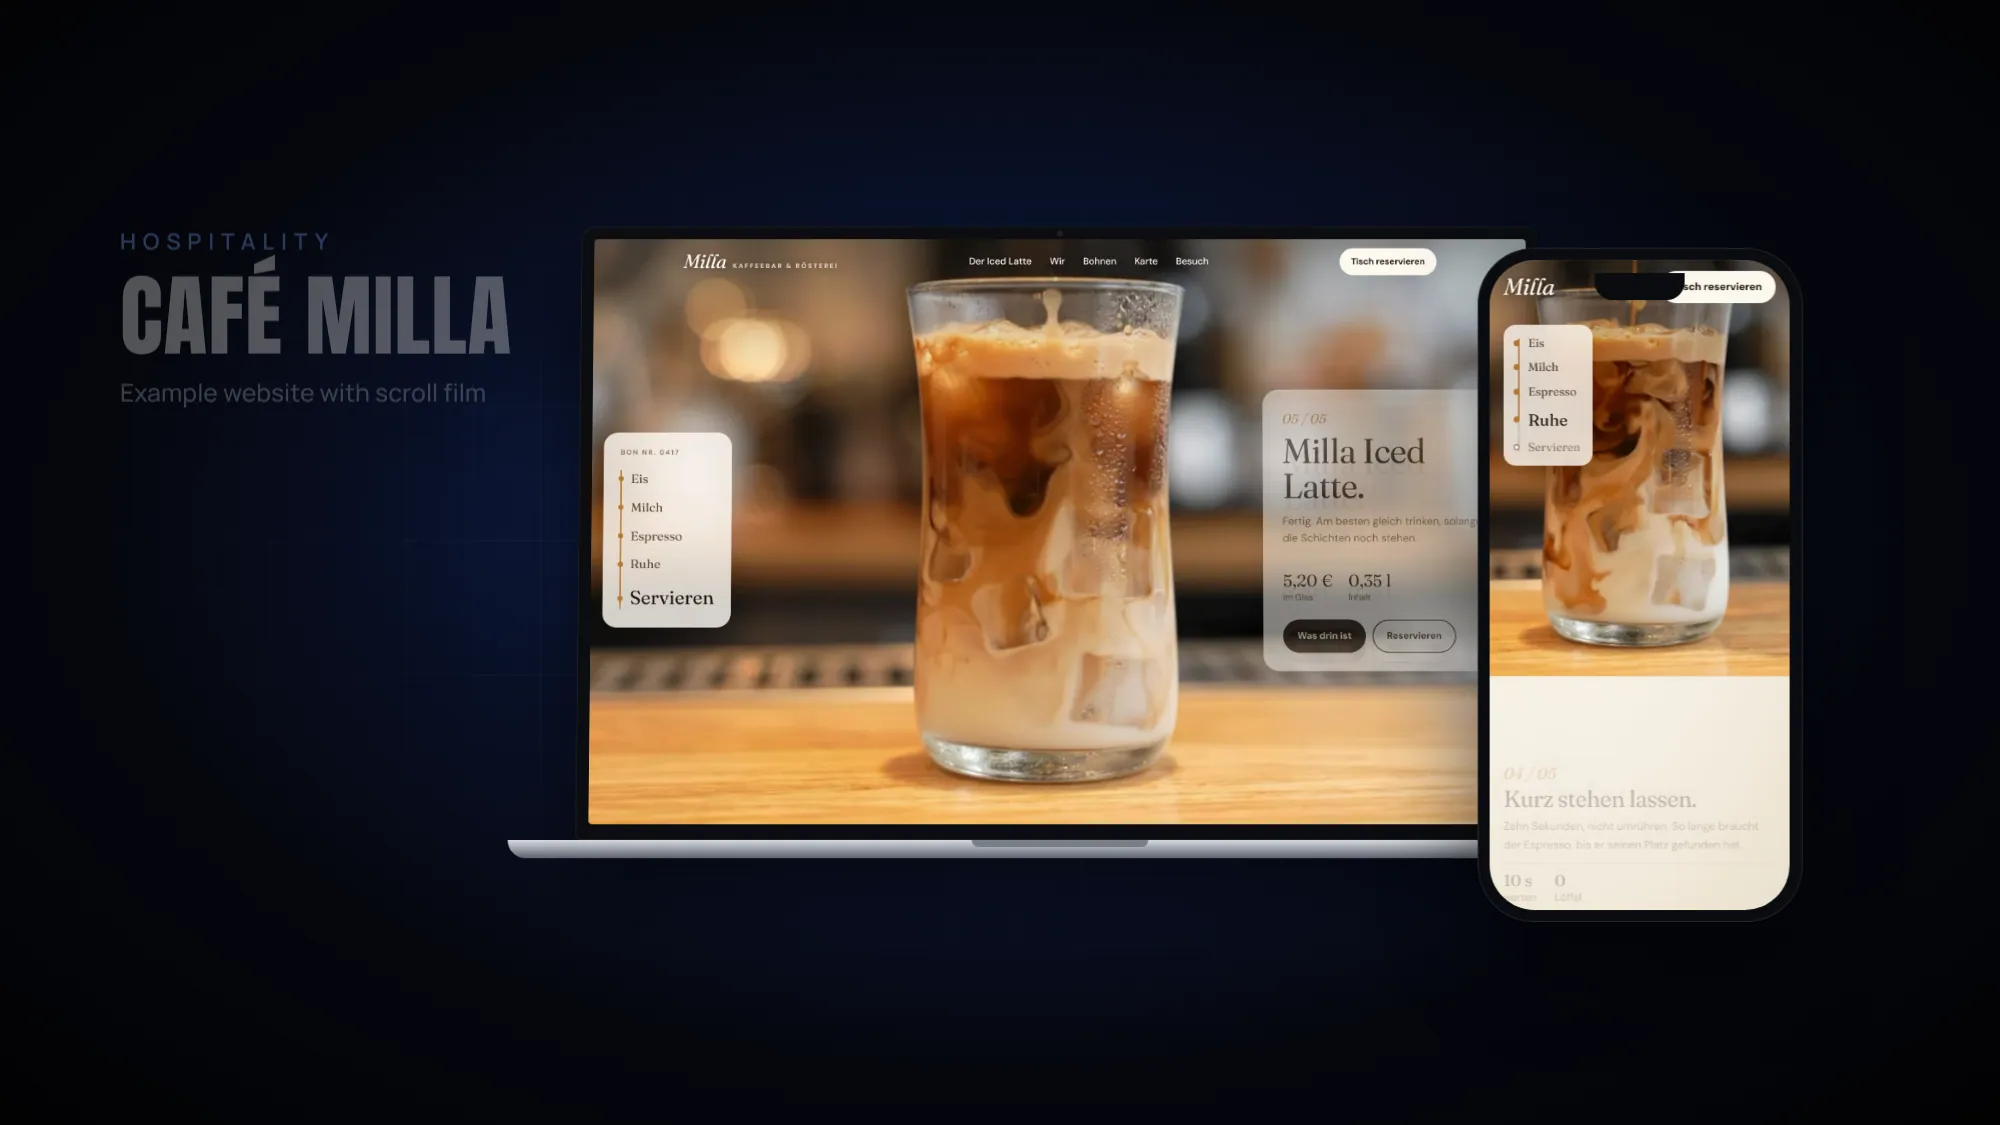 HOSPITALITY
CAFÉ MILLA
Example website with scroll film
Milla KAFFEEBAR & RÖSTEREI
Der Iced Latte Wir Bohnen Karte Besuch
Tisch reservieren
BON NR. 0417
Eis
Milch
Espresso
Ruhe
Servieren
05 / 05
Milla Iced
Latte.
Fertig. Am besten gleich trinken, solang
die Schichten noch stehen.
5,20 € 0,35 l
im Glas Inhalt
Was drin ist Reservieren
Milla
sch reservieren
Eis
Milch
Espresso
Ruhe
Servieren
04 / 05
Kurz stehen lassen.
Zehn Sekunden, nicht umrühren. So lange braucht
der Espresso, bis er seinen Platz gefunden hat.
10 s 0
Löffel